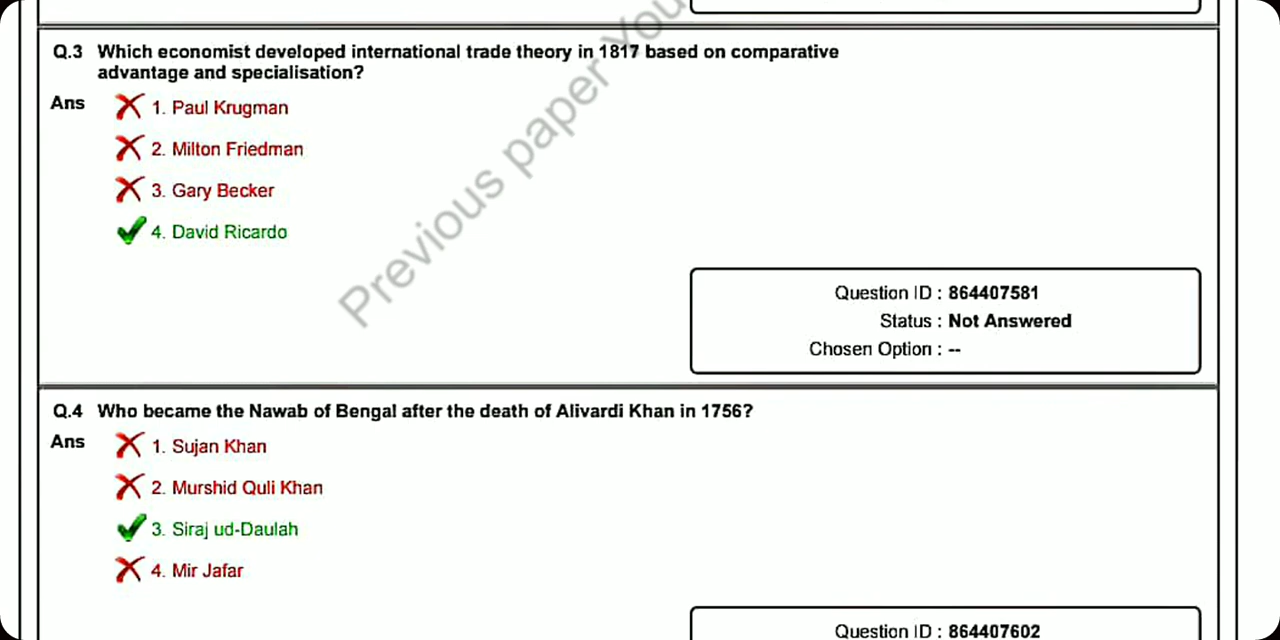 Q.3 Which economist developed international trade theory in 1817 based on comparative
advantage and specialisation?
Ans 1. Paul Krugman
2. Milton Friedman
3. Gary Becker
4. David Ricardo
Previous paper You
Question ID : 864407581
Status : Not Answered
Chosen Option : --
Q.4 Who became the Nawab of Bengal after the death of Alivardi Khan in 1756?
Ans 1. Sujan Khan
2. Murshid Quli Khan
3. Siraj ud-Daulah
4. Mir Jafar
Question ID : 864407602